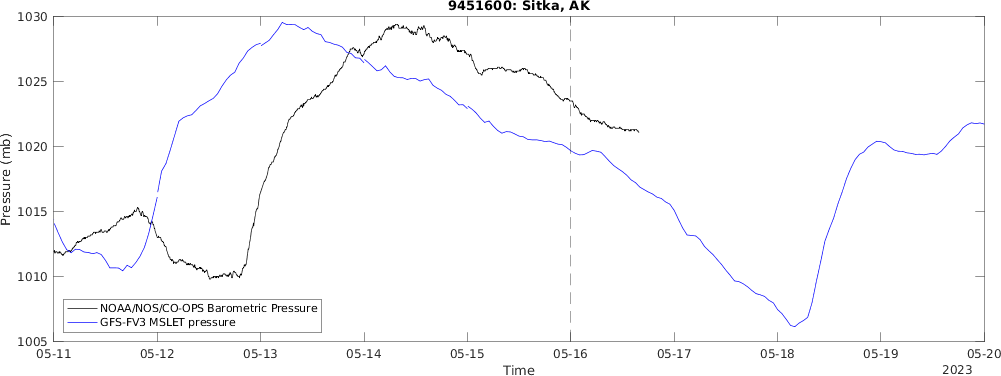 9451600: Sitka, AK
Pressure (mb)
1030
1025
1020
1015
1010
1005
NOAA/NOS/CO-OPS Barometric Pressure
GFS-FV3 MSLET pressure
05-11 05-12 05-13 05-14 05-15 05-16 05-17 05-18 05-19 05-20
Time
2023